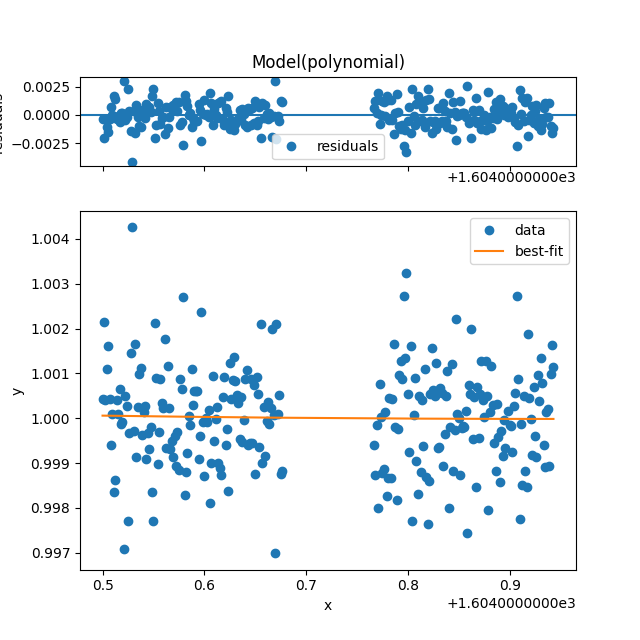 Model(polynomial)
0.0025
0.0000
−0.0025
residuals
residuals
+1.6040000000e3
1.004
1.003
1.002
1.001
1.000
0.999
0.998
0.997
y
data
best-fit
0.5 0.6 0.7 0.8 0.9
x
+1.6040000000e3